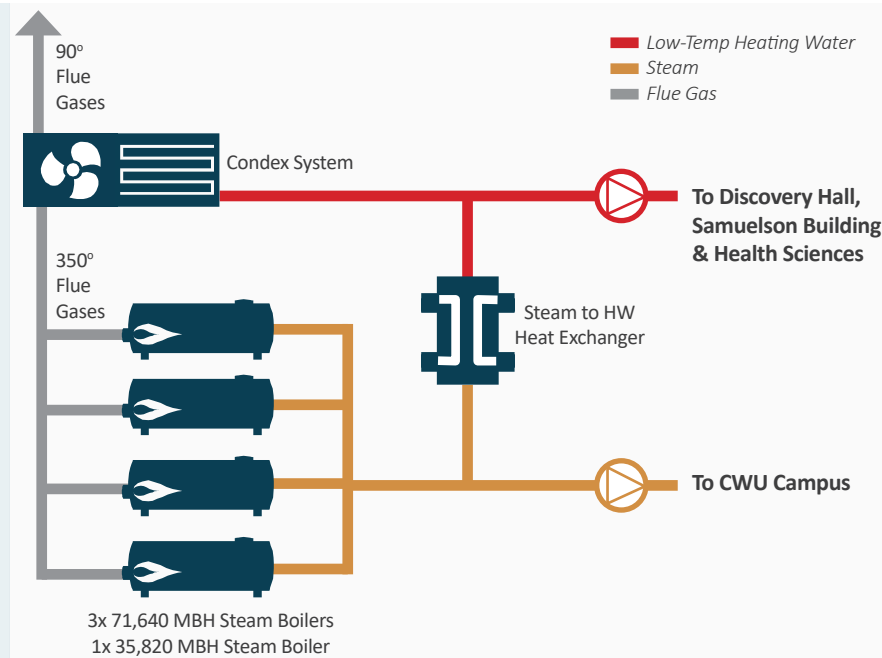 90°
Flue
Gases
Low-Temp Heating Water
Steam
Flue Gas
Condex System
To Discovery Hall,
Samuelson Building
& Health Sciences
350°
Flue
Gases
Steam to HW
Heat Exchanger
To CWU Campus
3x 71,640 MBH Steam Boilers
1x 35,820 MBH Steam Boiler